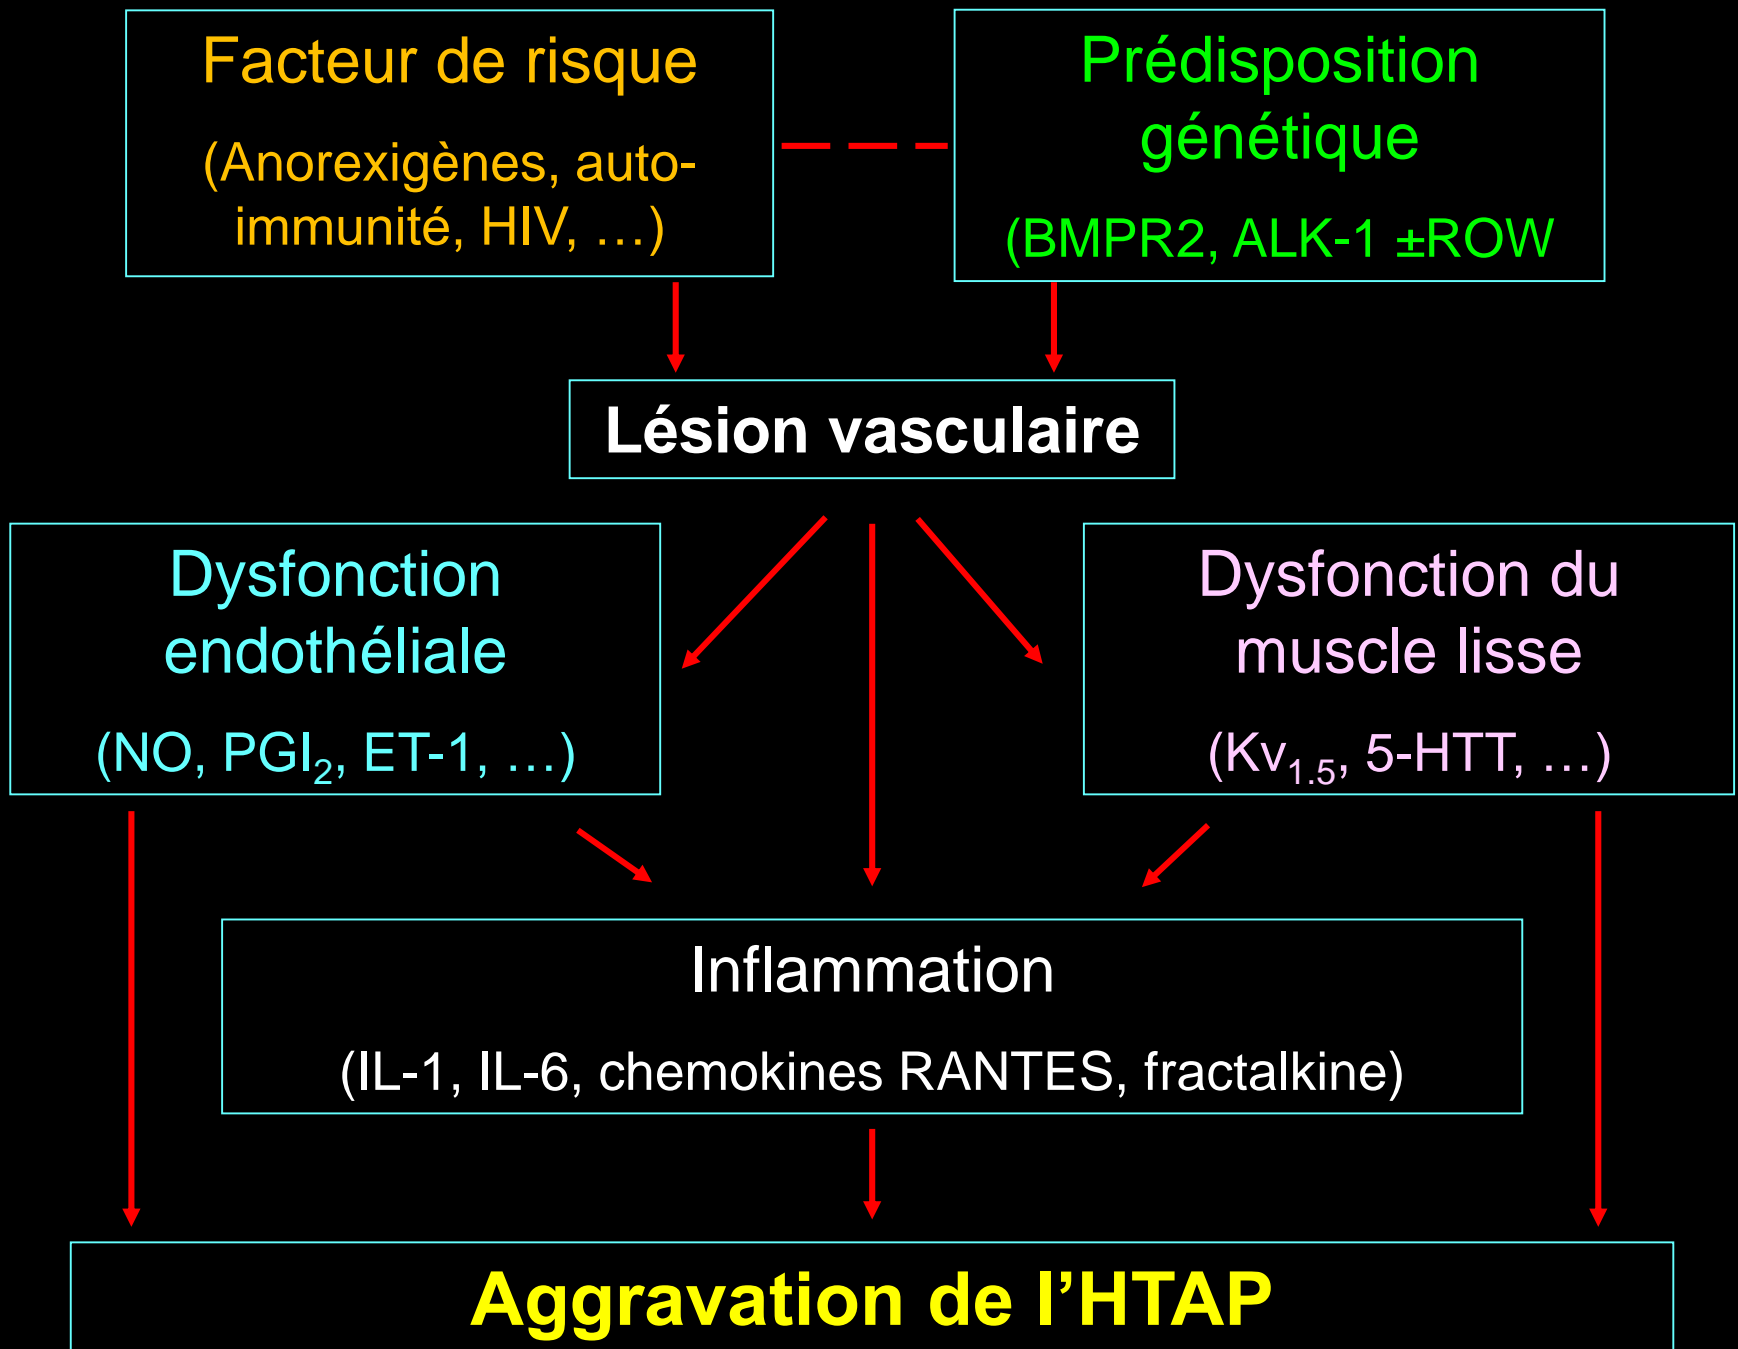 Facteur de risque
(Anorexigènes, auto-
immunité, HIV, …)
Prédisposition
génétique
(BMPR2, ALK-1 ±ROW
Lésion vasculaire
Dysfonction
endothéliale
(NO, PGI₂, ET-1, …)
Dysfonction du
muscle lisse
(Kv₁.₅, 5-HTT, …)
Inflammation
(IL-1, IL-6, chemokines RANTES, fractalkine)
Aggravation de l’HTAP